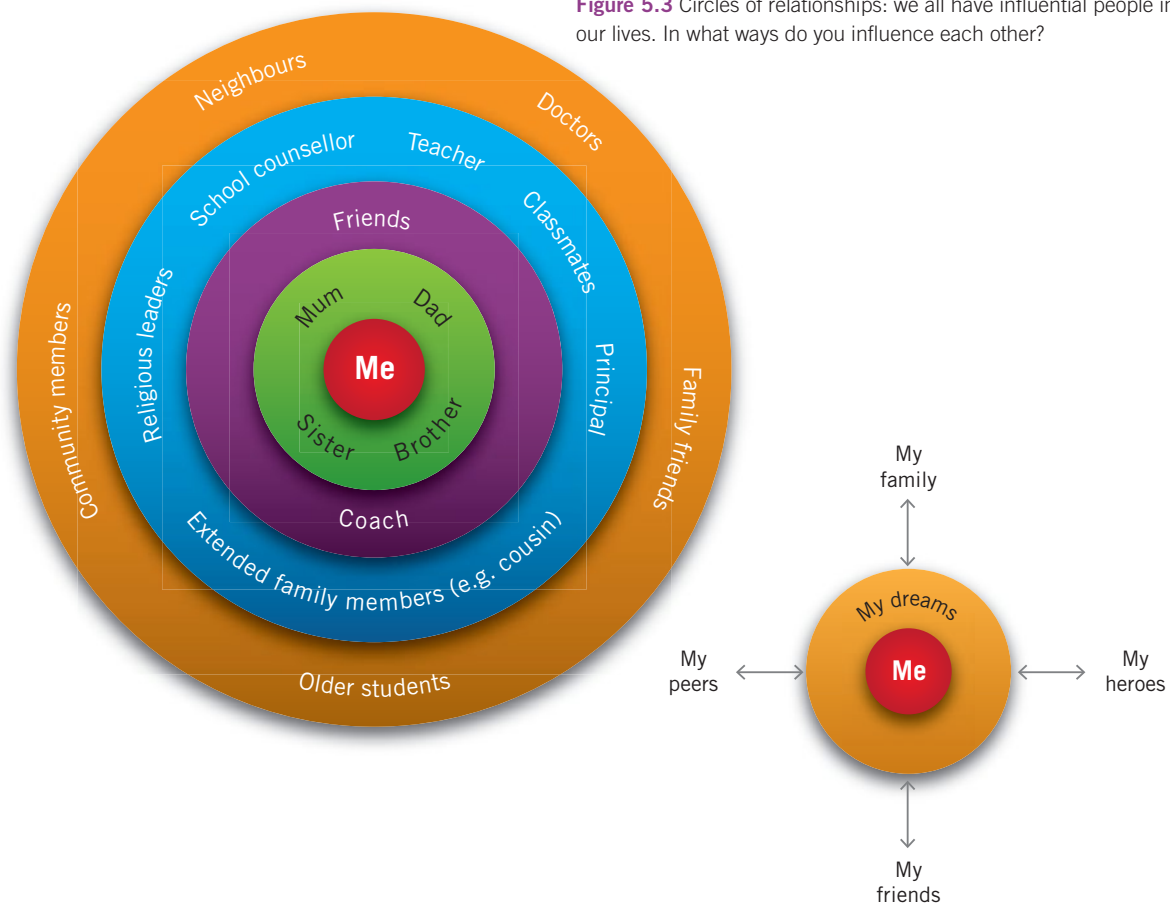 Figure 5.3 Circles of relationships: we all have influential people in
our lives. In what ways do you influence each other?
Neighbours
Doctors
School counsellor
Teacher
Classmates
Friends
Religious leaders
Mum
Dad
Me
Community members
Principal
Family friends
Sister
Brother
Coach
Extended family members (e.g. cousin)
Older students
My
family
My dreams
My
peers
Me
My
heroes
My
friends